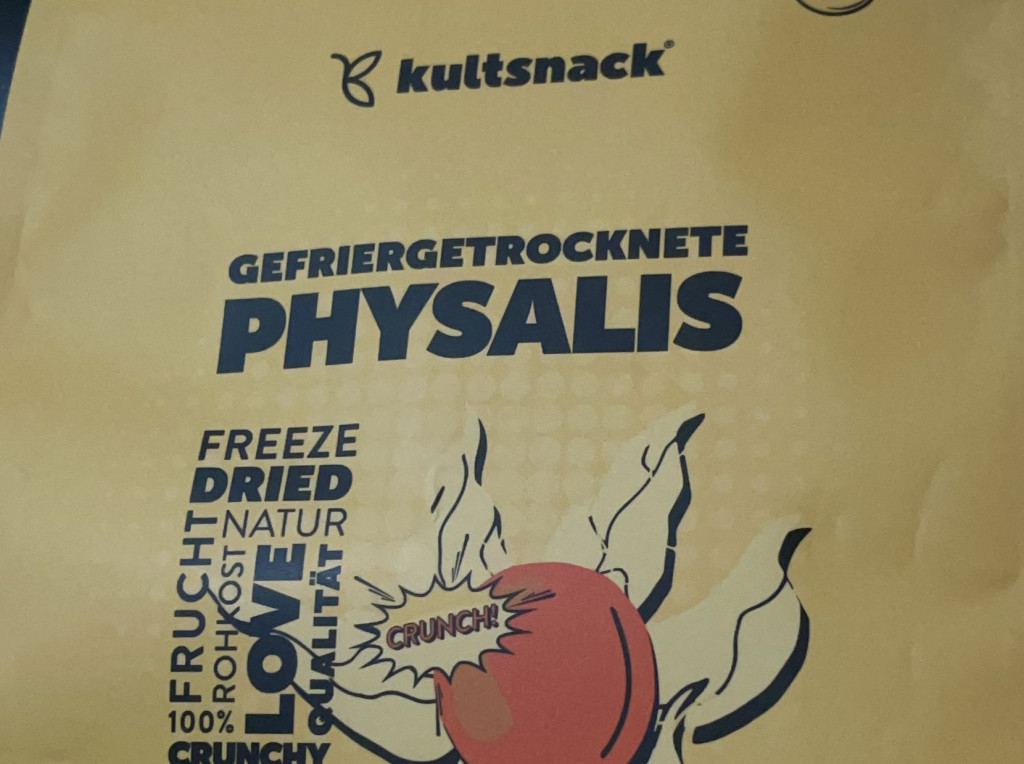 kultsnack®
GEFRIERGETROCKNETE
PHYSALIS
FREEZE
DRIED
NATUR
FRUCHT
ROHKOST
LOVE
QUALITÄT
100%
CRUNCHY
CRUNCH!